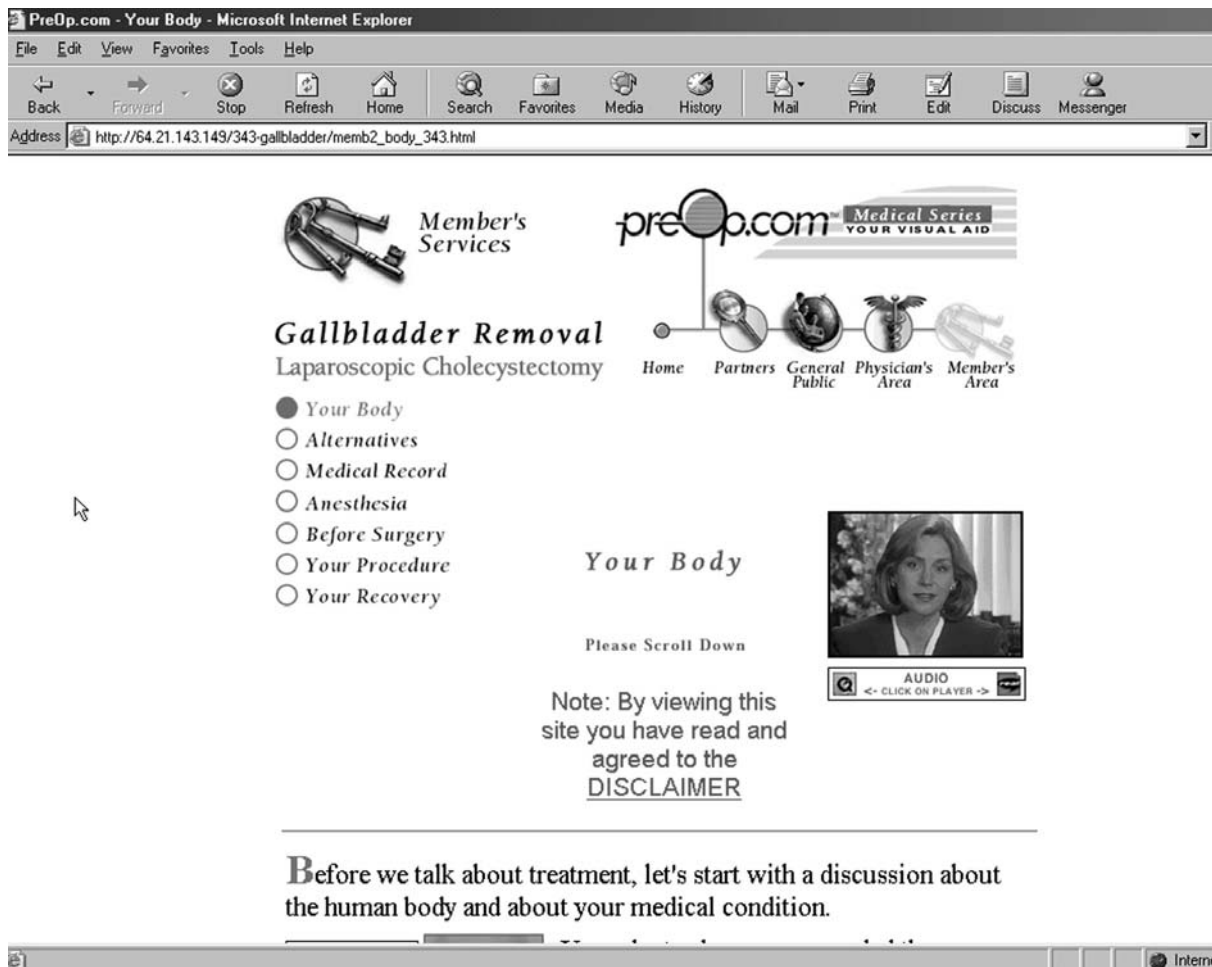 PreOp.com - Your Body - Microsoft Internet Explorer
File Edit View Favorites Tools Help
Back Forward Stop Refresh Home Search Favorites Media History Mail Print Edit Discuss Messenger
Address http://64.21.143.149/343-gallbladder/memb2_body_343.html
Member's
Services
preOp.com™ Medical Series
YOUR VISUAL AID
Gallbladder Removal
Laparoscopic Cholecystectomy
Home Partners General Public Physician's Area Member's Area
Your Body
Alternatives
Medical Record
Anesthesia
Before Surgery
Your Procedure
Your Recovery
Your Body
Please Scroll Down
AUDIO
<- CLICK ON PLAYER ->
Note: By viewing this
site you have read and
agreed to the
DISCLAIMER
Before we talk about treatment, let's start with a discussion about
the human body and about your medical condition.